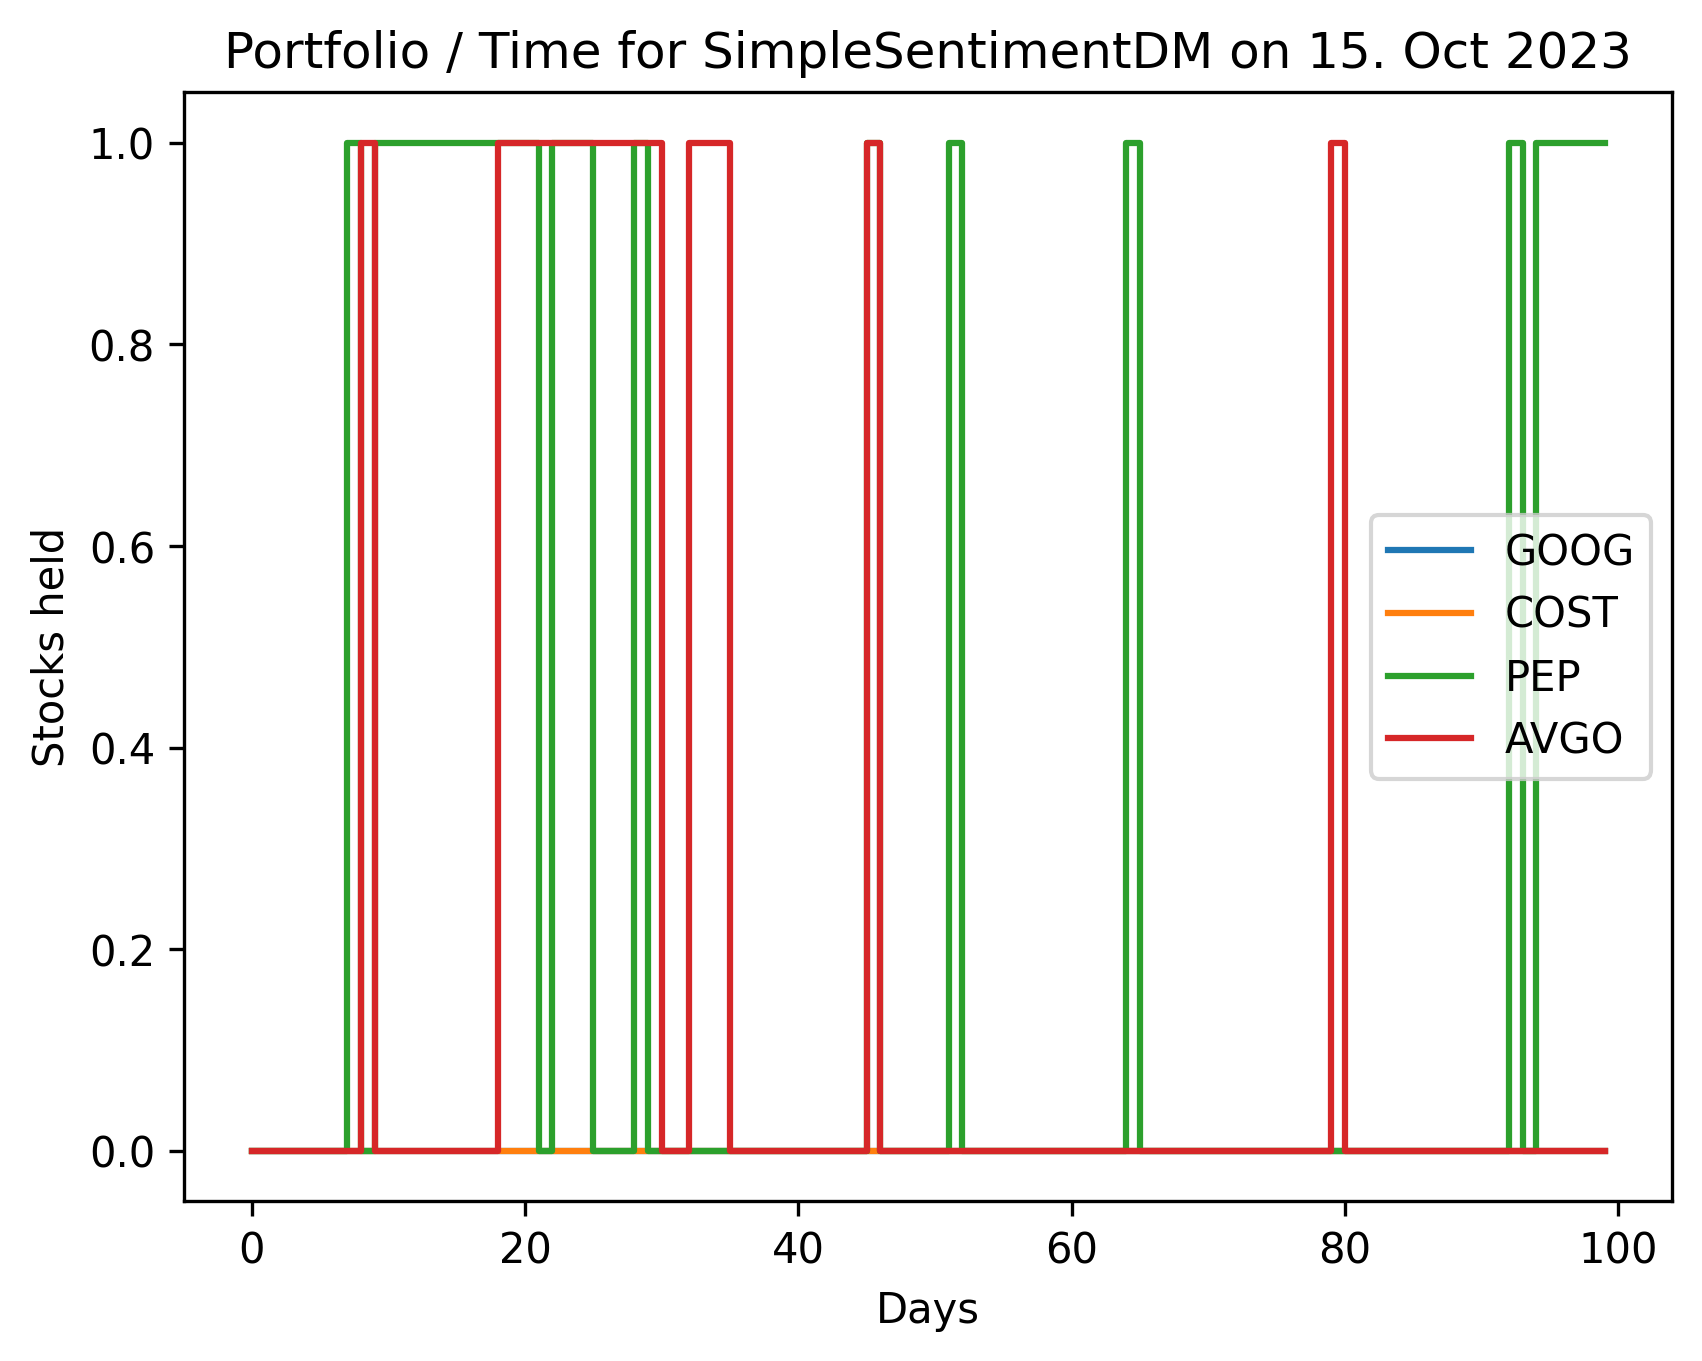 Portfolio / Time for SimpleSentimentDM on 15. Oct 2023
1.0
0.8
0.6
0.4
0.2
0.0
Stocks held
GOOG
COST
PEP
AVGO
0 20 40 60 80 100
Days